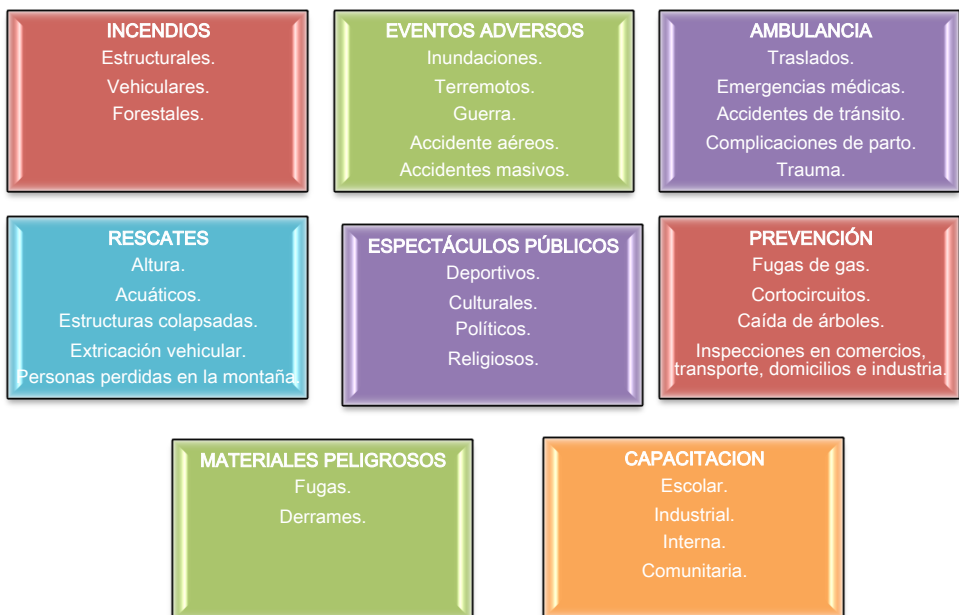 INCENDIOS
Estructurales.
Vehiculares.
Forestales.
EVENTOS ADVERSOS
Inundaciones.
Terremotos.
Guerra.
Accidente aéreos.
Accidentes masivos.
AMBULANCIA
Traslados.
Emergencias médicas.
Accidentes de tránsito.
Complicaciones de parto.
Trauma.
RESCATES
Altura.
Acuáticos.
Estructuras colapsadas.
Extricación vehicular.
Personas perdidas en la montaña.
ESPECTÁCULOS PÚBLICOS
Deportivos.
Culturales.
Políticos.
Religiosos.
PREVENCIÓN
Fugas de gas.
Cortocircuitos.
Caída de árboles.
Inspecciones en comercios,
transporte, domicilios e industria.
MATERIALES PELIGROSOS
Fugas.
Derrames.
CAPACITACION
Escolar.
Industrial.
Interna.
Comunitaria.